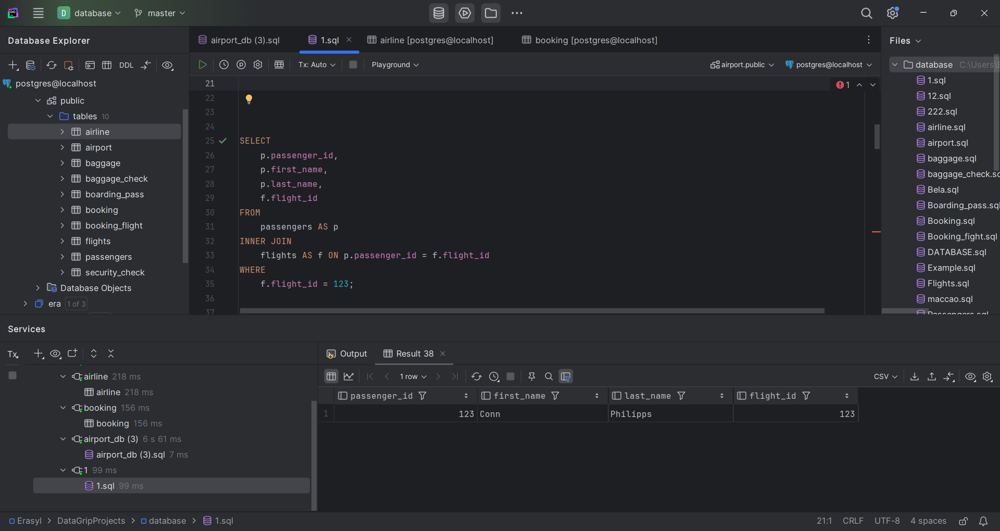 D database master
Database Explorer
airport_db (3).sql 1.sql airline [postgres@localhost] booking [postgres@localhost]
Files
DDL
Tx: Auto Playground airport.public postgres@localhost
postgres@localhost
public
tables 10
airline
airport
baggage
baggage_check
boarding_pass
booking
booking_flight
flights
passengers
security_check
Database Objects
era 1 of 3
21
22
23
24
25 SELECT
26 p.passenger_id,
27 p.first_name,
28 p.last_name,
29 f.flight_id
30 FROM
31 passengers AS p
32 INNER JOIN
33 flights AS f ON p.passenger_id = f.flight_id
34 WHERE
35 f.flight_id = 123;
36
37
1
database C:\Users\
1.sql
12.sql
222.sql
airline.sql
airport.sql
baggage.sql
baggage_check.sq
Bela.sql
Boarding_pass.sql
Booking.sql
Booking_fight.sql
DATABASE.sql
Example.sql
Flights.sql
maccao.sql
Passengers.sql
Services
Tx
airline 218 ms
airline 218 ms
booking 156 ms
booking 156 ms
airport_db (3) 6 s 61 ms
airport_db (3).sql 7 ms
1 99 ms
1.sql 99 ms
Output Result 38
1 row CSV
passenger_id first_name last_name flight_id
1 123 Conn Philipps 123
Erasyl > DataGripProjects > database > 1.sql
21:1 CRLF UTF-8 4 spaces